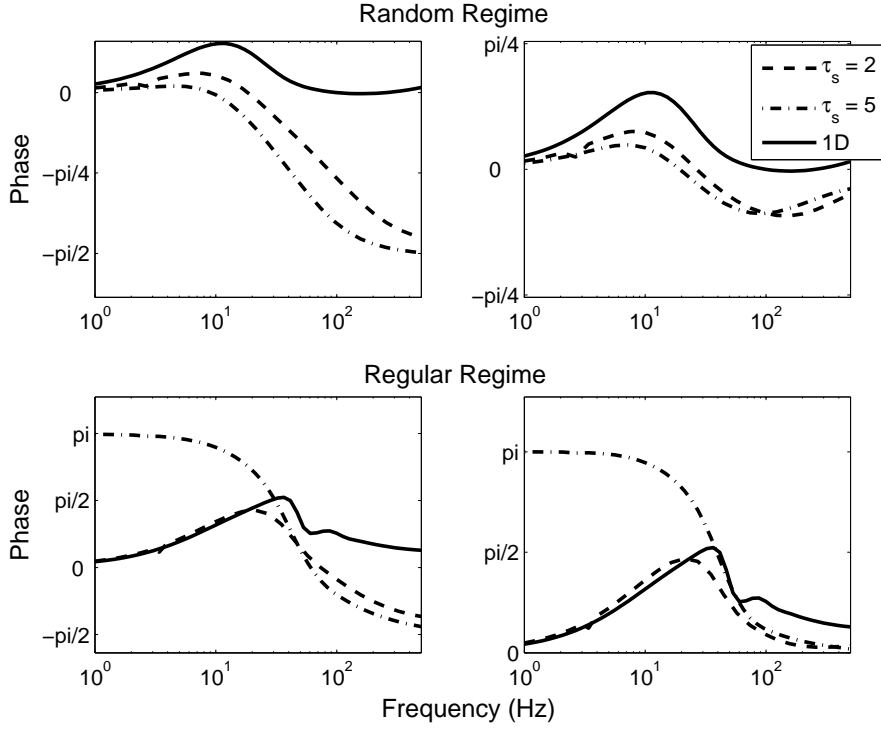 Random Regime
Phase
0
−pi/4
−pi/2
10^0
10^1
10^2
pi/4
0
−pi/4
10^0
10^1
10^2
τ_s = 2
τ_s = 5
1D
Regular Regime
Phase
pi
pi/2
0
−pi/2
10^0
10^1
10^2
pi
pi/2
0
10^0
10^1
10^2
Frequency (Hz)